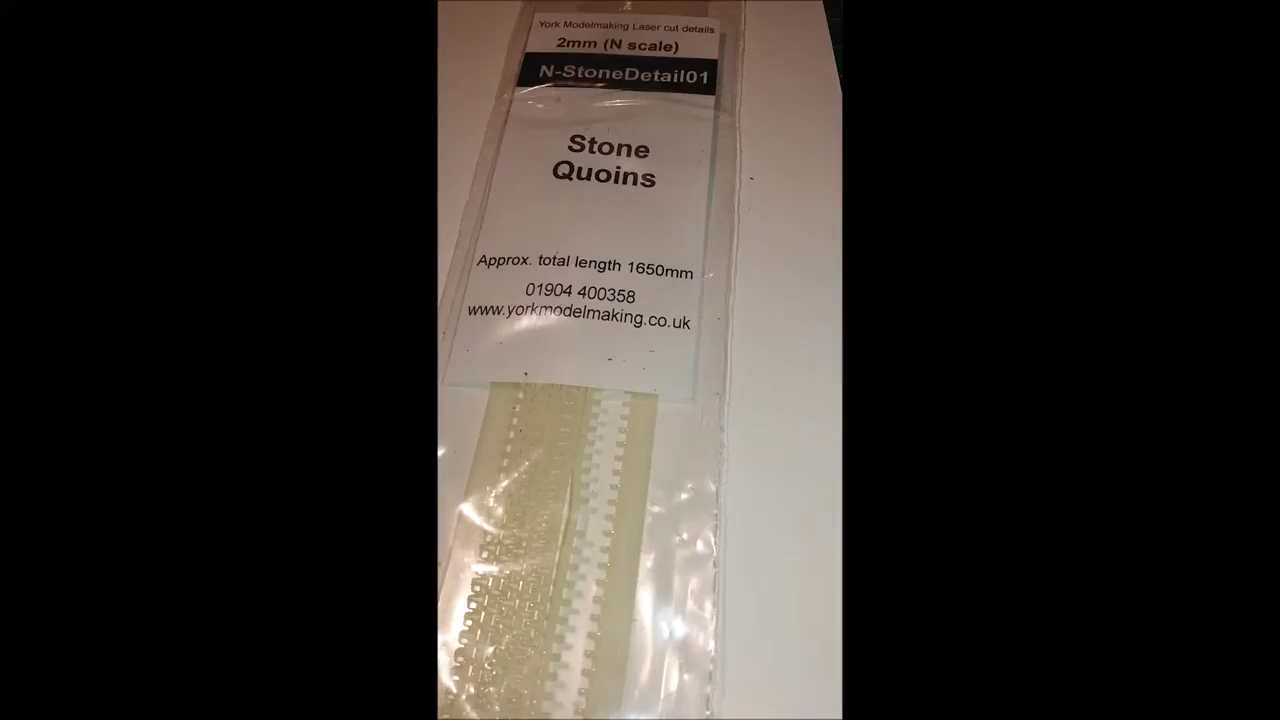 York Modelmaking Laser cut details
2mm (N scale)
N-StoneDetail01
Stone
Quoins
Approx. total length 1650mm
01904 400358
www.yorkmodelmaking.co.uk